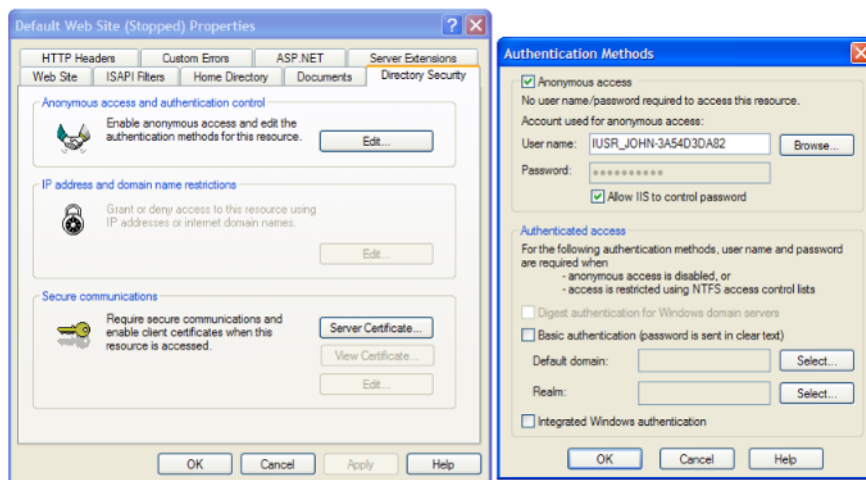 Default Web Site (Stopped) Properties
HTTP Headers Custom Errors ASP.NET Server Extensions
Web Site ISAPI Filters Home Directory Documents Directory Security
Anonymous access and authentication control
Enable anonymous access and edit the
authentication methods for this resource.
Edit...
IP address and domain name restrictions
Grant or deny access to this resource using
IP addresses or internet domain names.
Edit...
Secure communications
Require secure communications and
enable client certificates when this
resource is accessed.
Server Certificate...
View Certificate...
Edit...
OK Cancel Apply Help
Authentication Methods
Anonymous access
No user name/password required to access this resource.
Account used for anonymous access:
User name: IUSR_JOHN-3A54D3DA82 Browse...
Password:
Allow IIS to control password
Authenticated access
For the following authentication methods, user name and password
are required when
- anonymous access is disabled, or
- access is restricted using NTFS access control lists
Digest authentication for Windows domain servers
Basic authentication (password is sent in clear text)
Default domain: Select...
Realm: Select...
Integrated Windows authentication
OK Cancel Help